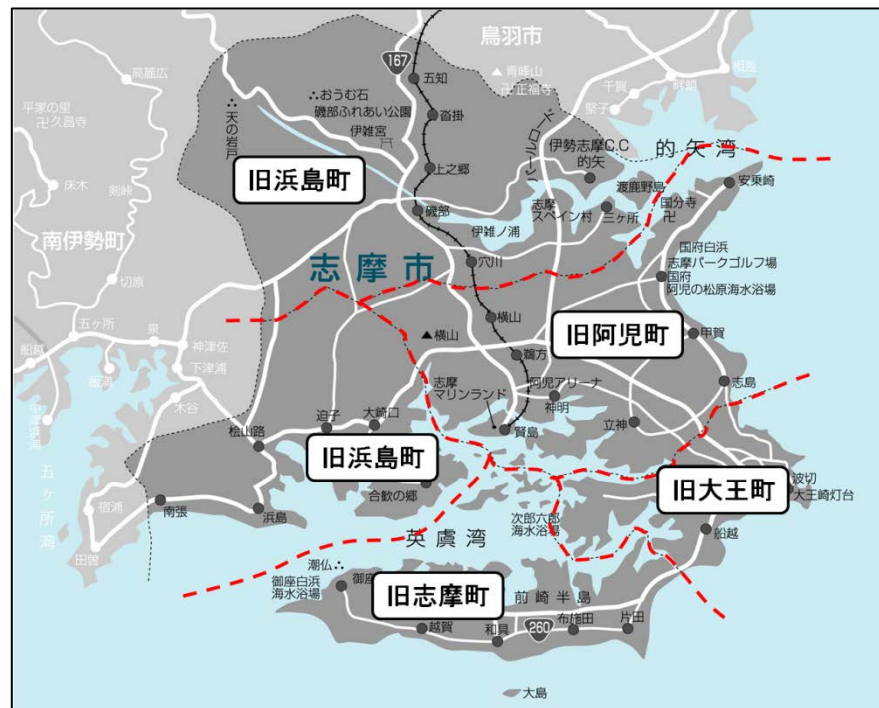 鳥羽市
高麗広
167
五知
▲青峰山
卍正福寺
相差
千賀
畔蛸
堅子
平家の里
卍久昌寺
∴おうむ石
磯部ふれあい公園
∴天の岩戸
沓掛
伊雑宮
パールロード
伊勢志摩C.C
的矢
的矢湾
床木
剣峠
旧浜島町
上之郷
渡鹿野島
安乗崎
志摩
スペイン村
国分寺
卍
三ヶ所
磯部
伊雑ノ浦
南伊勢町
志摩市
穴川
国府白浜
志摩パークゴルフ場
国府
阿児の松原海水浴場
切原
五ヶ所
泉
神津佐
船越
下津浦
▲横山
横山
旧阿児町
甲賀
鵜方
志摩
マリンランド
阿児アリーナ
神明
志島
木谷
迫子
大崎口
賢島
立神
桧山路
旧浜島町
合歓の郷
旧大王町
波切
大王崎灯台
五ヶ所湾
宿浦
南張
浜島
次郎六郎
海水浴場
船越
田曽
英虞湾
潮仏∴
御座白浜
海水浴場
旧志摩町
前崎半島
越賀
和具
260
布施田
片田
大島